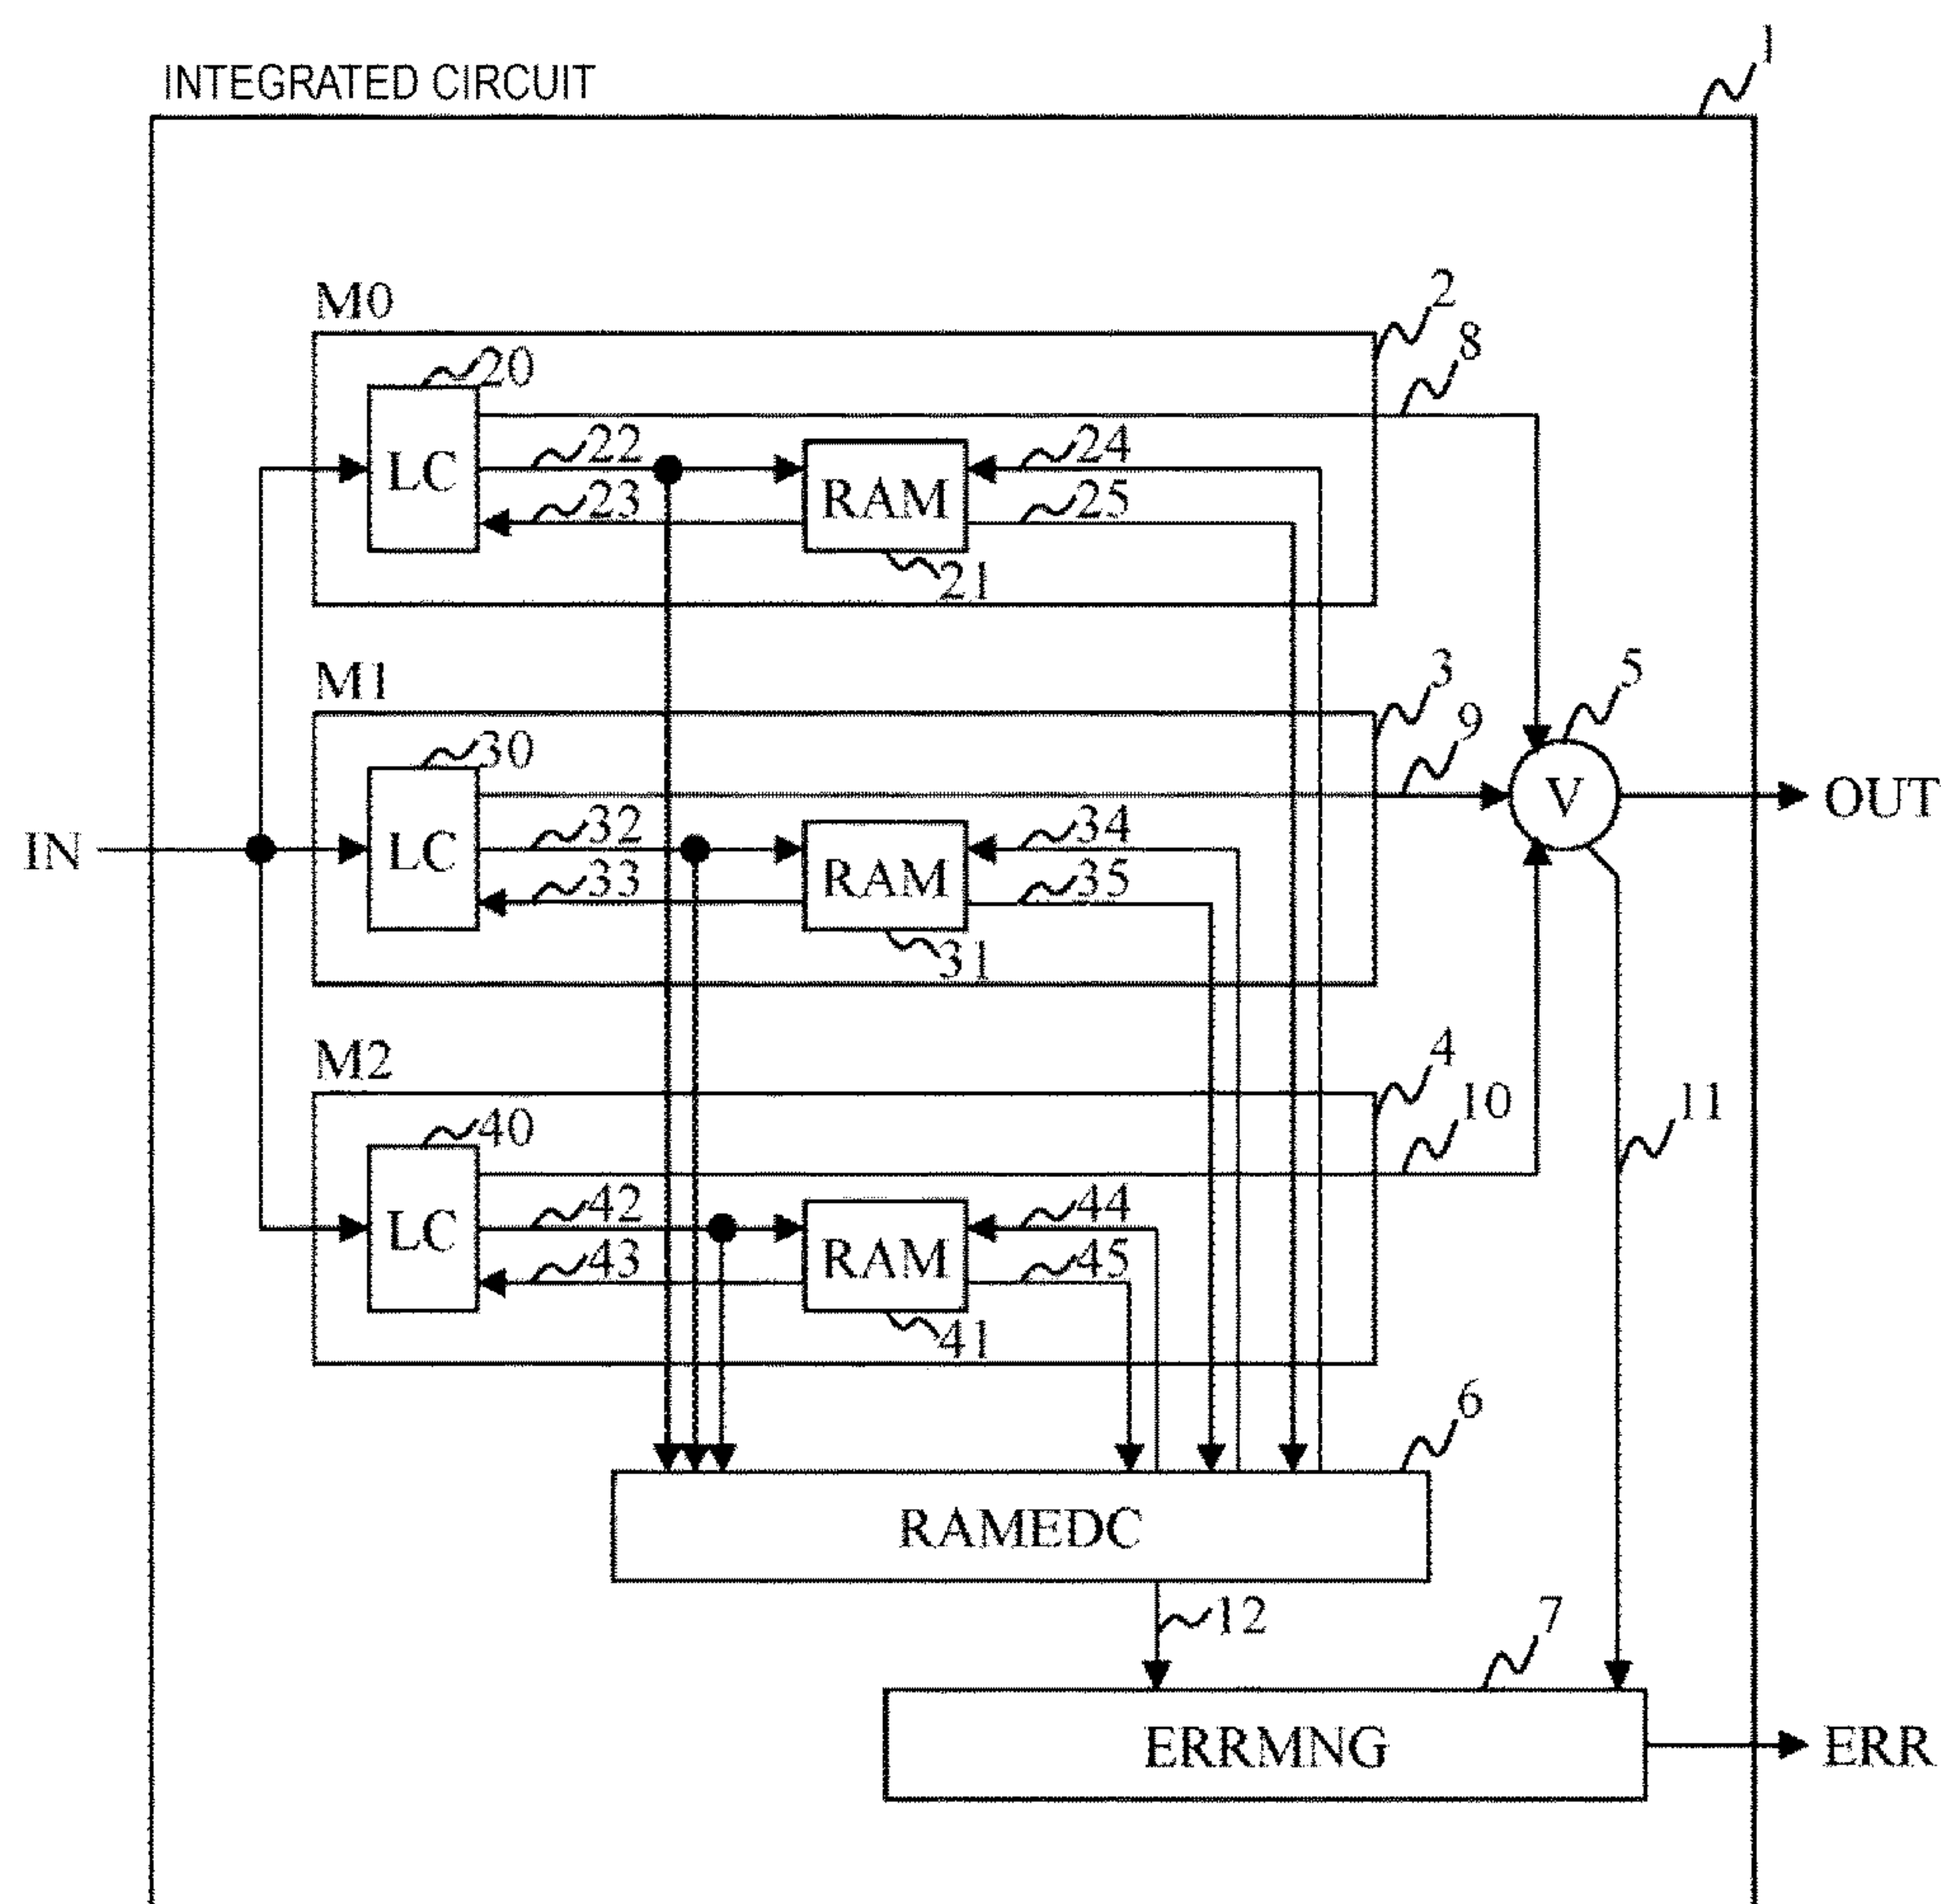 1
INTEGRATED CIRCUIT
M0
2
8
20
LC
22
23
RAM
24
25
21
M1
3
9
5
30
LC
32
33
RAM
34
35
31
V
OUT
IN
M2
4
10
11
40
LC
42
43
RAM
44
45
41
6
RAMEDC
12
7
ERRMNG
ERR